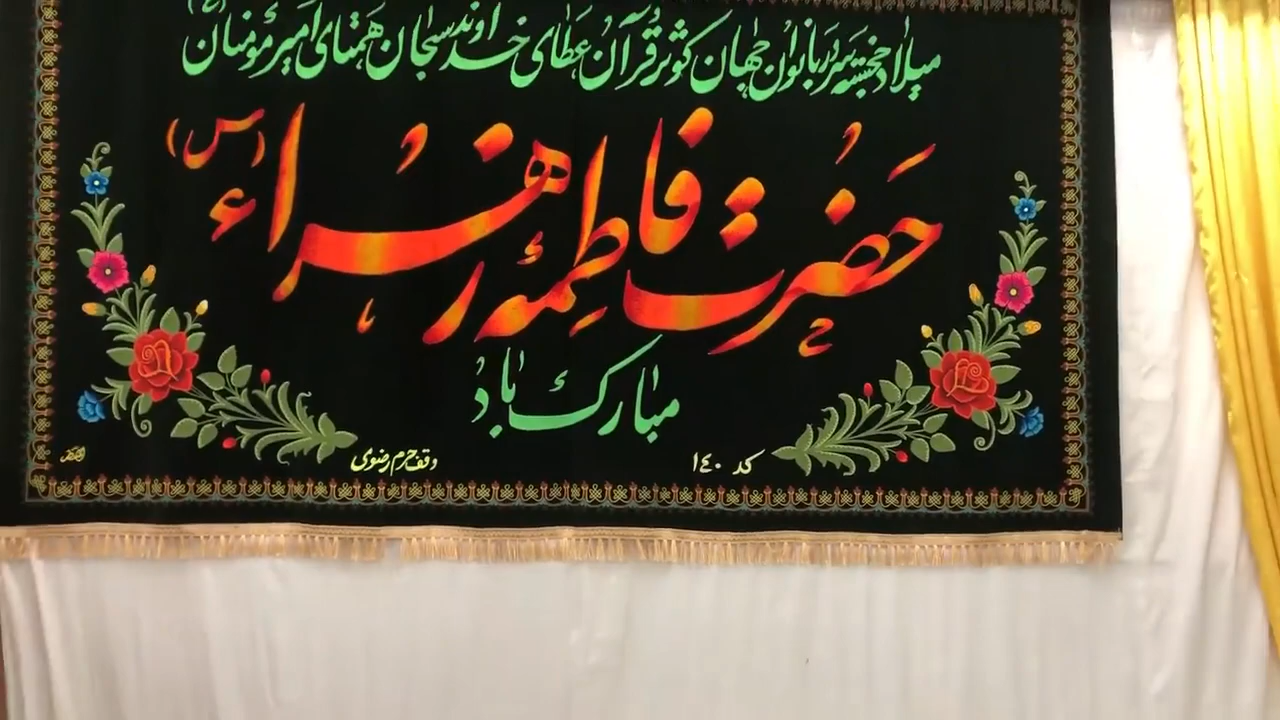 میلاد خجسته سرور بانوان جهان کوثر قرآن عطای خداوند سبحان همتای امیر مؤمنان
حضرت فاطمه زهراء (س)
مبارک باد
کد ۱٤۰ وقف حرم رضوی